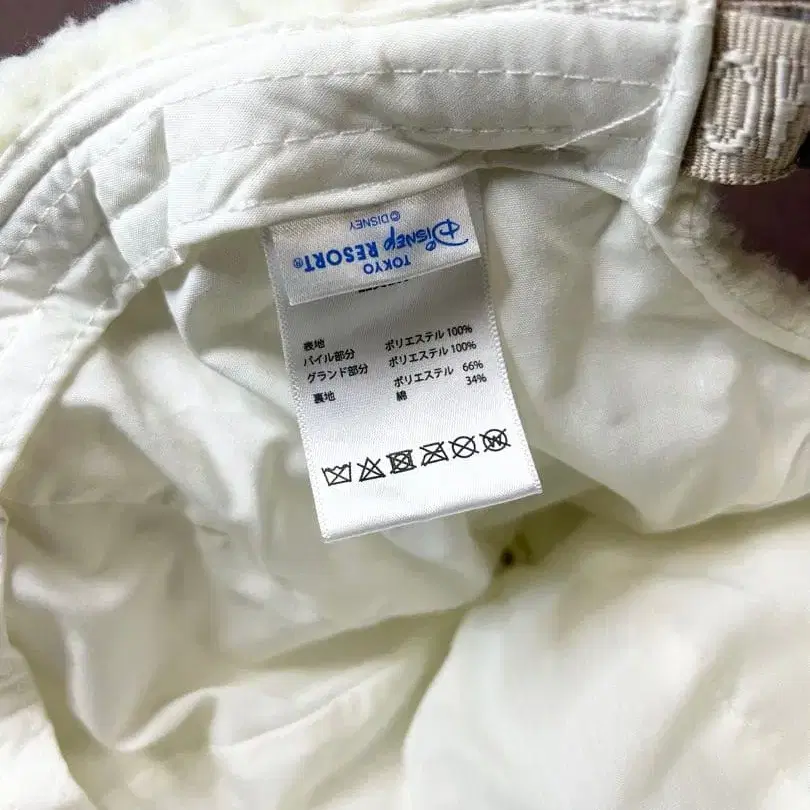 TOKYO
Disney RESORT®
© DISNEY
表地
パイル部分 ポリエステル 100%
グランド部分 ポリエステル 100%
裏地 ポリエステル 66%
綿 34%